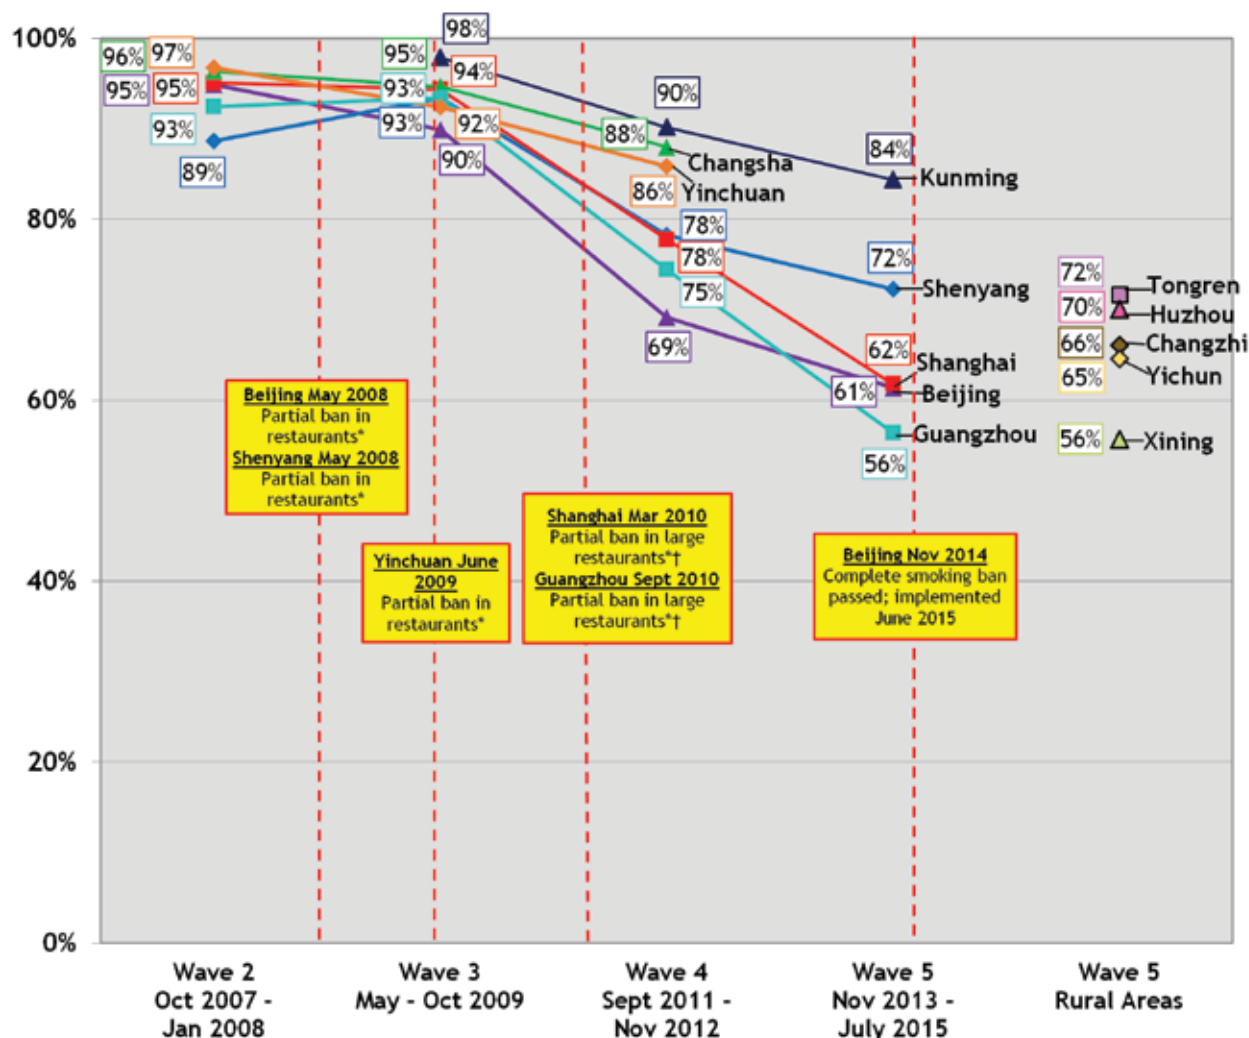 100%
80%
60%
40%
20%
0%
96%
97%
95%
95%
93%
89%
95%
98%
94%
93%
93%
92%
90%
90%
88%
Changsha
Yinchuan
86%
78%
78%
75%
69%
84%
Kunming
72%
Shenyang
62%
Shanghai
61%
Beijing
Guangzhou
56%
72%
Tongren
70%
Huzhou
66%
Changzhi
65%
Yichun
56%
Xining
Beijing May 2008
Partial ban in
restaurants*
Shenyang May 2008
Partial ban in
restaurants*
Yinchuan June
2009
Partial ban in
restaurants*
Shanghai Mar 2010
Partial ban in large
restaurants*†
Guangzhou Sept 2010
Partial ban in large
restaurants*†
Beijing Nov 2014
Complete smoking ban
passed; implemented
June 2015
Wave 2
Oct 2007 -
Jan 2008
Wave 3
May - Oct 2009
Wave 4
Sept 2011 -
Nov 2012
Wave 5
Nov 2013 -
July 2015
Wave 5
Rural Areas